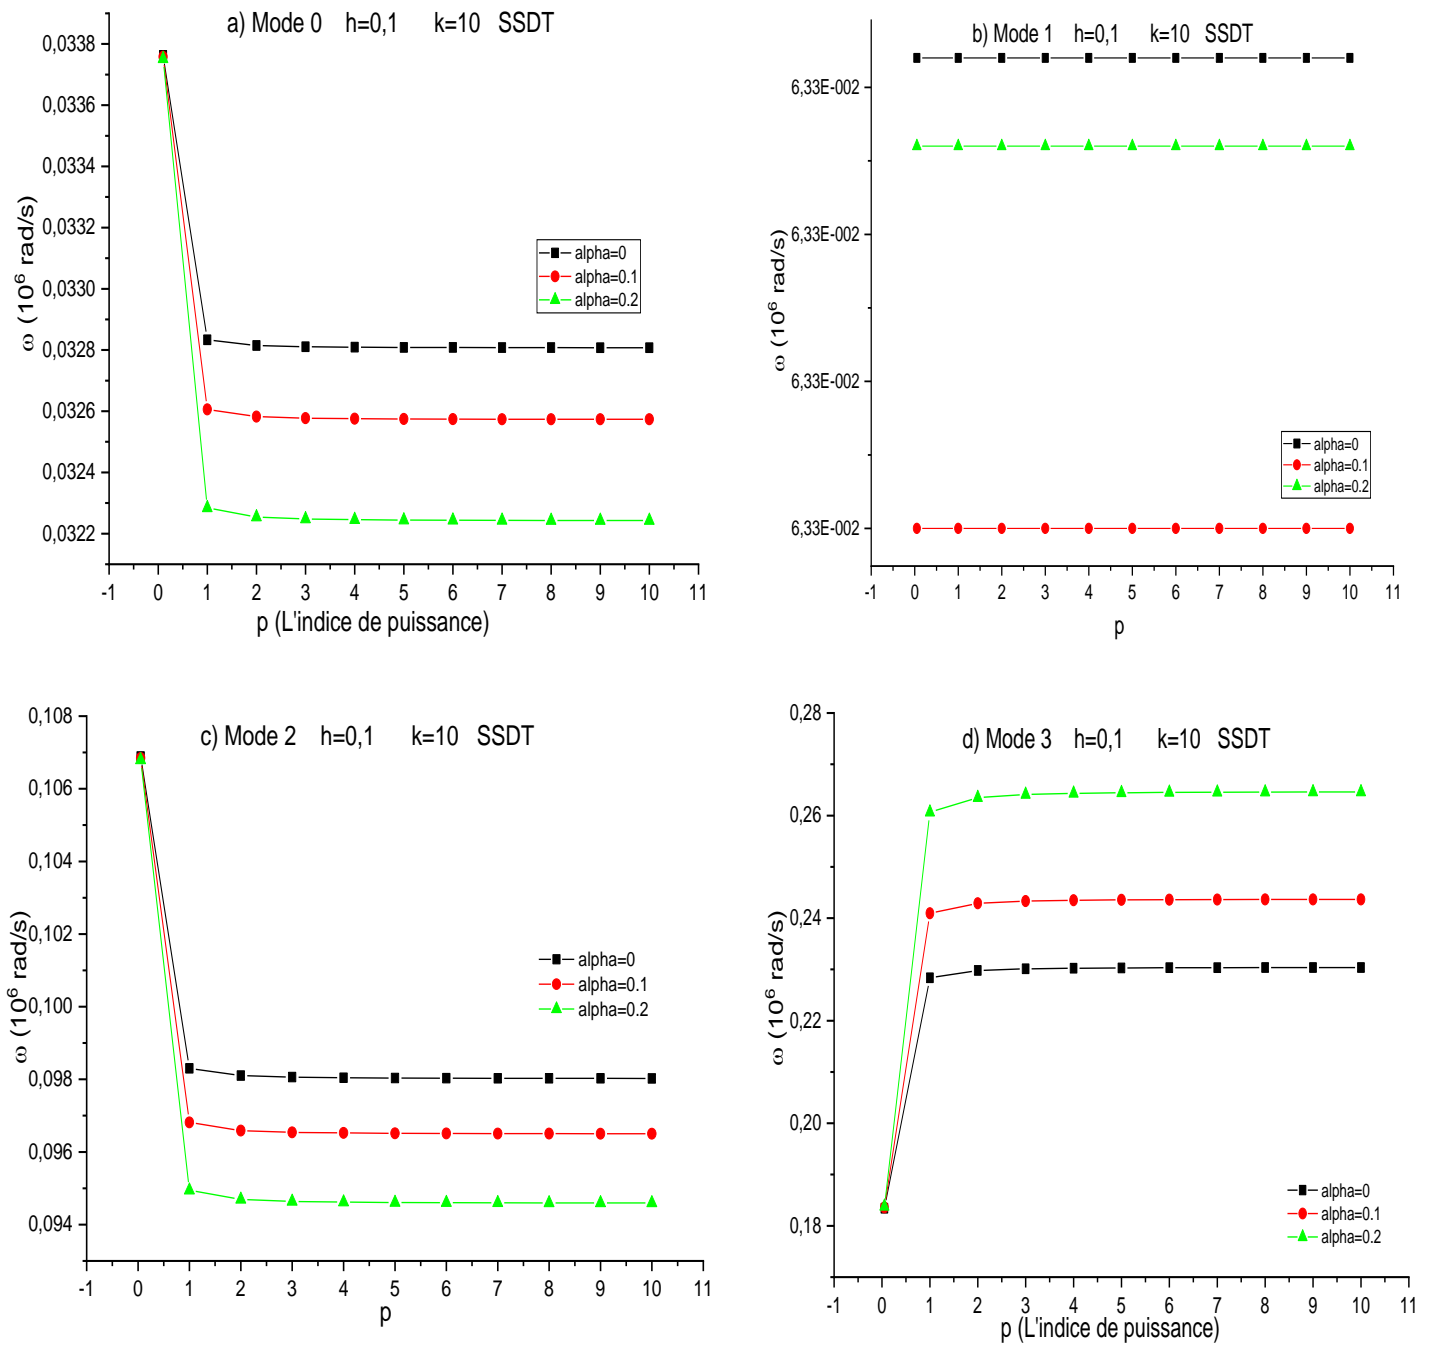 a) Mode 0 h=0,1 k=10 SSDT
0,0338
0,0336
0,0334
0,0332
0,0330
0,0328
0,0326
0,0324
0,0322
ω (10⁶ rad/s)
alpha=0
alpha=0.1
alpha=0.2
-1 0 1 2 3 4 5 6 7 8 9 10 11
p (L'indice de puissance)
b) Mode 1 h=0,1 k=10 SSDT
6,33E-002
6,33E-002
6,33E-002
6,33E-002
ω (10⁶ rad/s)
alpha=0
alpha=0.1
alpha=0.2
-1 0 1 2 3 4 5 6 7 8 9 10 11
p
c) Mode 2 h=0,1 k=10 SSDT
0,108
0,106
0,104
0,102
0,100
0,098
0,096
0,094
ω (10⁶ rad/s)
alpha=0
alpha=0.1
alpha=0.2
-1 0 1 2 3 4 5 6 7 8 9 10 11
p
d) Mode 3 h=0,1 k=10 SSDT
0,28
0,26
0,24
0,22
0,20
0,18
ω (10⁶ rad/s)
alpha=0
alpha=0.1
alpha=0.2
-1 0 1 2 3 4 5 6 7 8 9 10 11
p (L'indice de puissance)